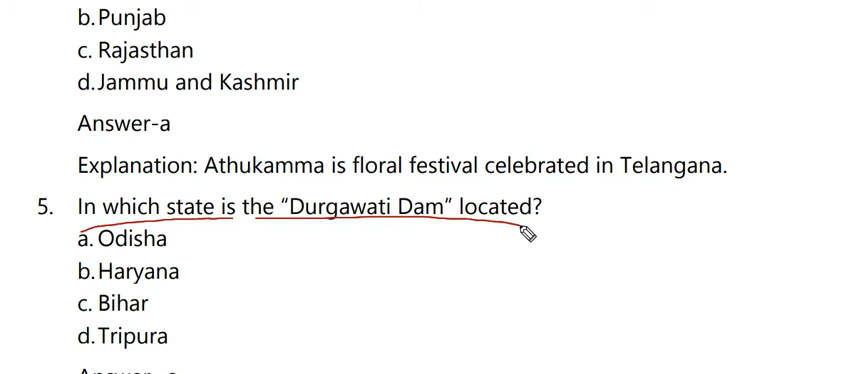 b. Punjab
c. Rajasthan
d. Jammu and Kashmir
Answer-a
Explanation: Athukamma is floral festival celebrated in Telangana.
5. In which state is the “Durgawati Dam” located?
a. Odisha
b. Haryana
c. Bihar
d. Tripura